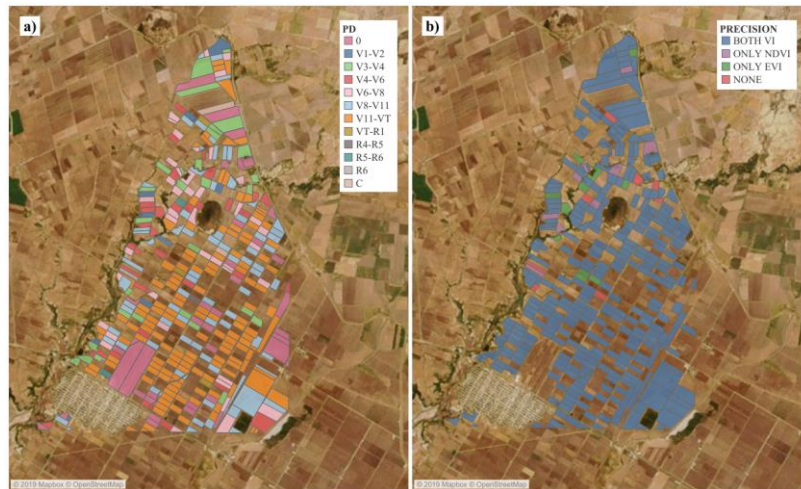 a)
PD
0
V1-V2
V3-V4
V4-V6
V6-V8
V8-V11
V11-VT
VT-R1
R4-R5
R5-R6
R6
C
© 2019 Mapbox © OpenStreetMap
b)
PRECISION
BOTH VI
ONLY NDVI
ONLY EVI
NONE
© 2019 Mapbox © OpenStreetMap